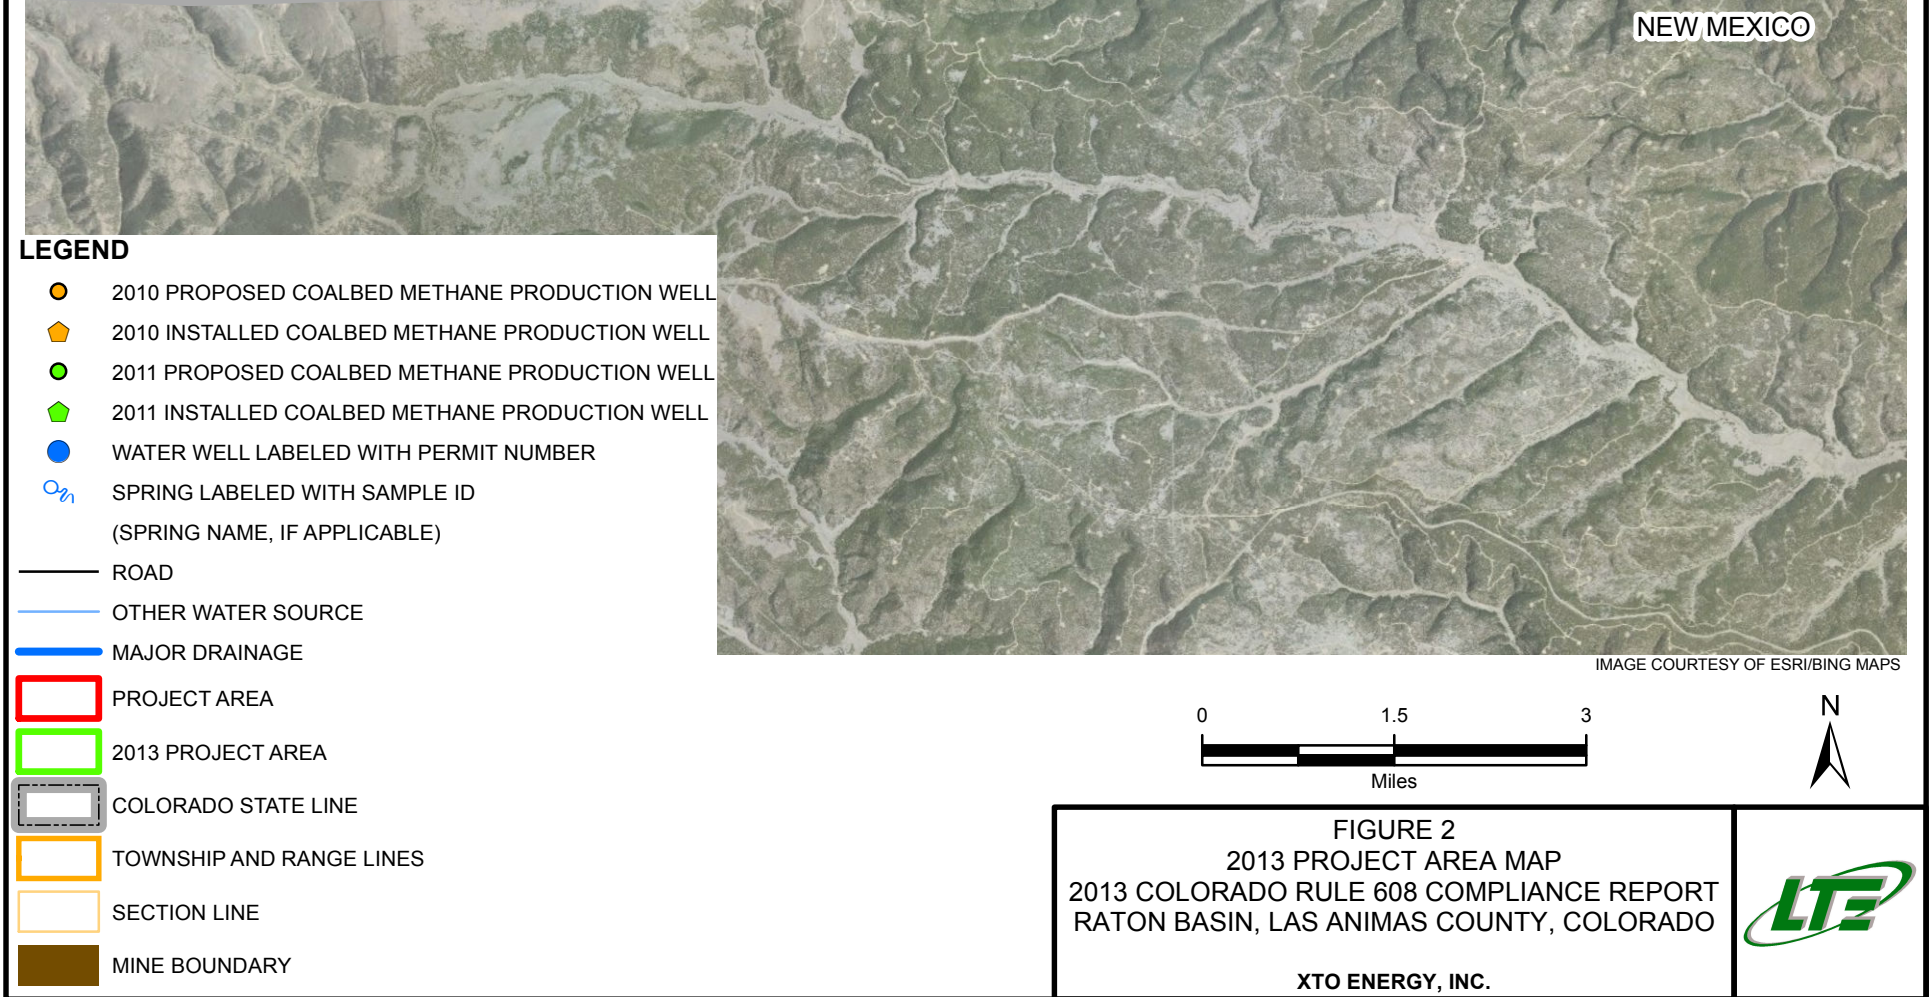 NEW MEXICO
LEGEND
2010 PROPOSED COALBED METHANE PRODUCTION WELL
2010 INSTALLED COALBED METHANE PRODUCTION WELL
2011 PROPOSED COALBED METHANE PRODUCTION WELL
2011 INSTALLED COALBED METHANE PRODUCTION WELL
WATER WELL LABELED WITH PERMIT NUMBER
SPRING LABELED WITH SAMPLE ID
(SPRING NAME, IF APPLICABLE)
ROAD
OTHER WATER SOURCE
MAJOR DRAINAGE
PROJECT AREA
2013 PROJECT AREA
COLORADO STATE LINE
TOWNSHIP AND RANGE LINES
SECTION LINE
MINE BOUNDARY
IMAGE COURTESY OF ESRI/BING MAPS
0 1.5 3
Miles
N
FIGURE 2
2013 PROJECT AREA MAP
2013 COLORADO RULE 608 COMPLIANCE REPORT
RATON BASIN, LAS ANIMAS COUNTY, COLORADO
XTO ENERGY, INC.
LTE